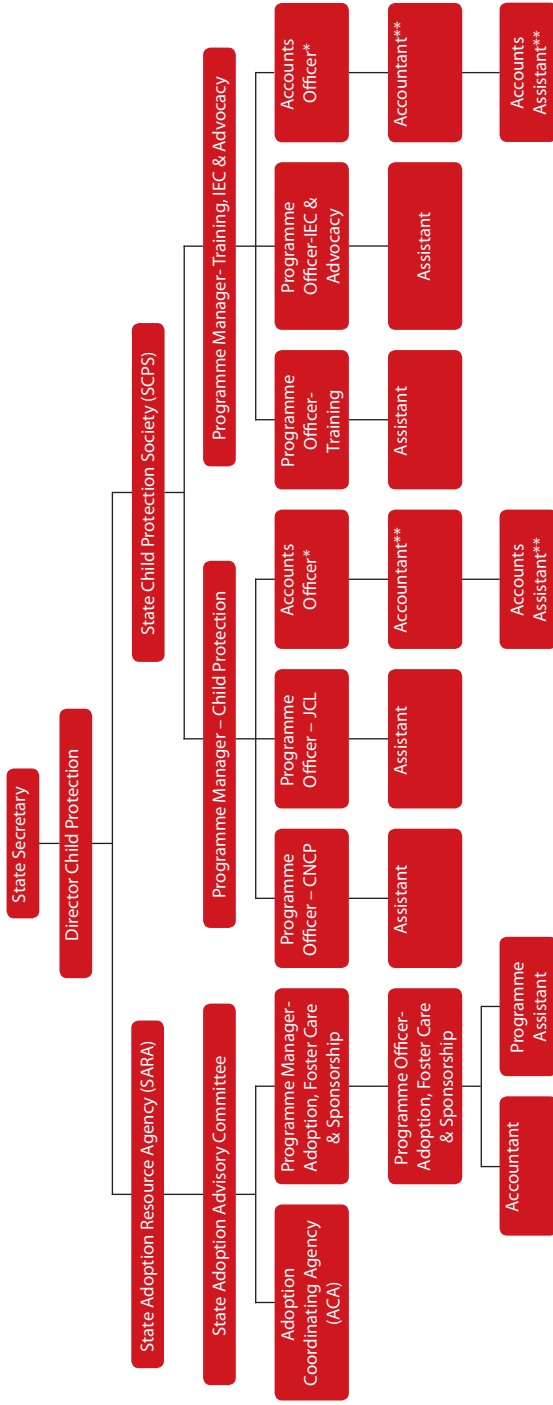 State Secretary
Director Child Protection
State Adoption Resource Agency (SARA)
State Child Protection Society (SCPS)
State Adoption Advisory Committee
Programme Manager – Child Protection
Programme Manager- Training, IEC & Advocacy
Adoption
Coordinating Agency
(ACA)
Programme Manager-
Adoption, Foster Care
& Sponsorship
Programme
Officer – CNCP
Programme
Officer – JCL
Accounts
Officer*
Programme
Officer-
Training
Programme
Officer-IEC &
Advocacy
Accounts
Officer*
Programme Officer-
Adoption, Foster Care
& Sponsorship
Assistant
Assistant
Accountant**
Assistant
Assistant
Accountant**
Accountant
Programme
Assistant
Accounts
Assistant**
Accounts
Assistant**